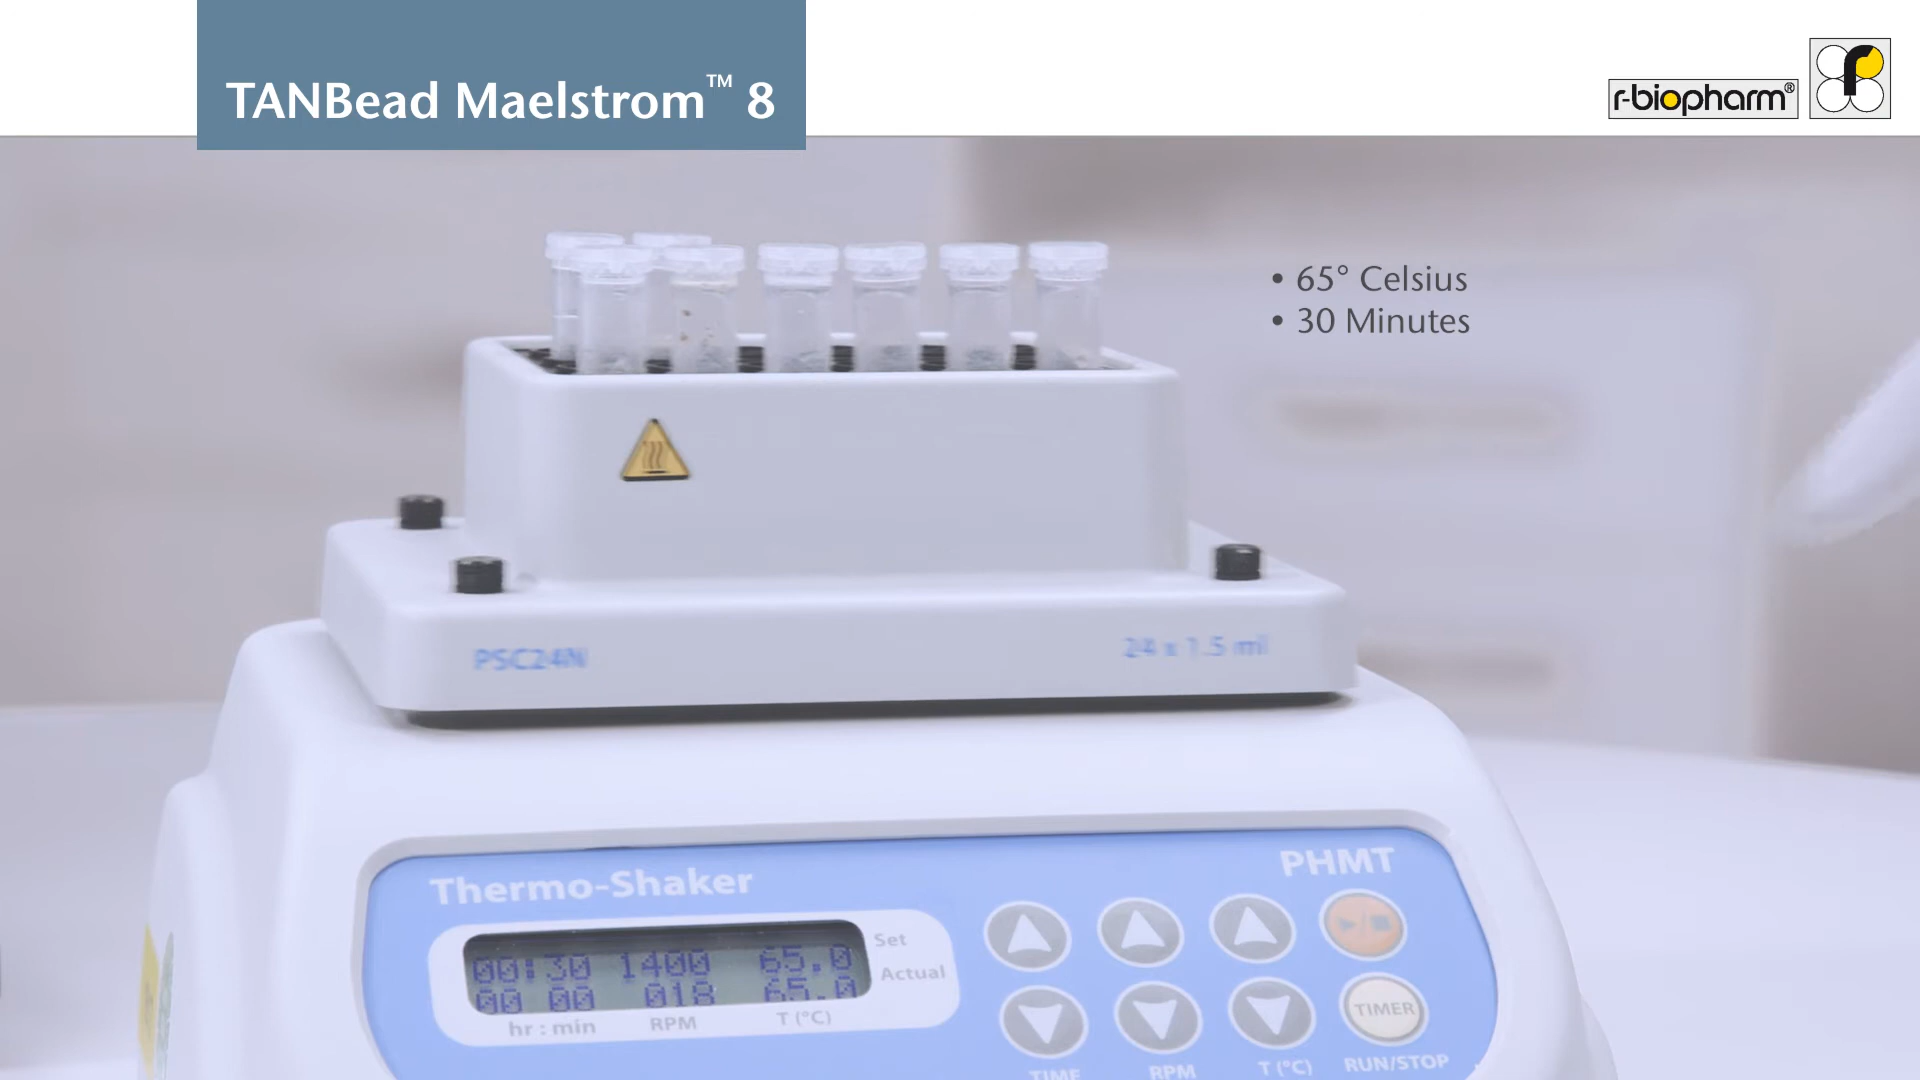 TANBead Maelstrom™ 8
r-biopharm®
• 65° Celsius
• 30 Minutes
PSC24N
24 x 1.5 ml
PHMT
Thermo-Shaker
Set
00:30 1400 65.0
Actual
00 00 018 65.0
hr : min RPM T (°C)
TIMER
TIME RPM T (°C) RUN/STOP